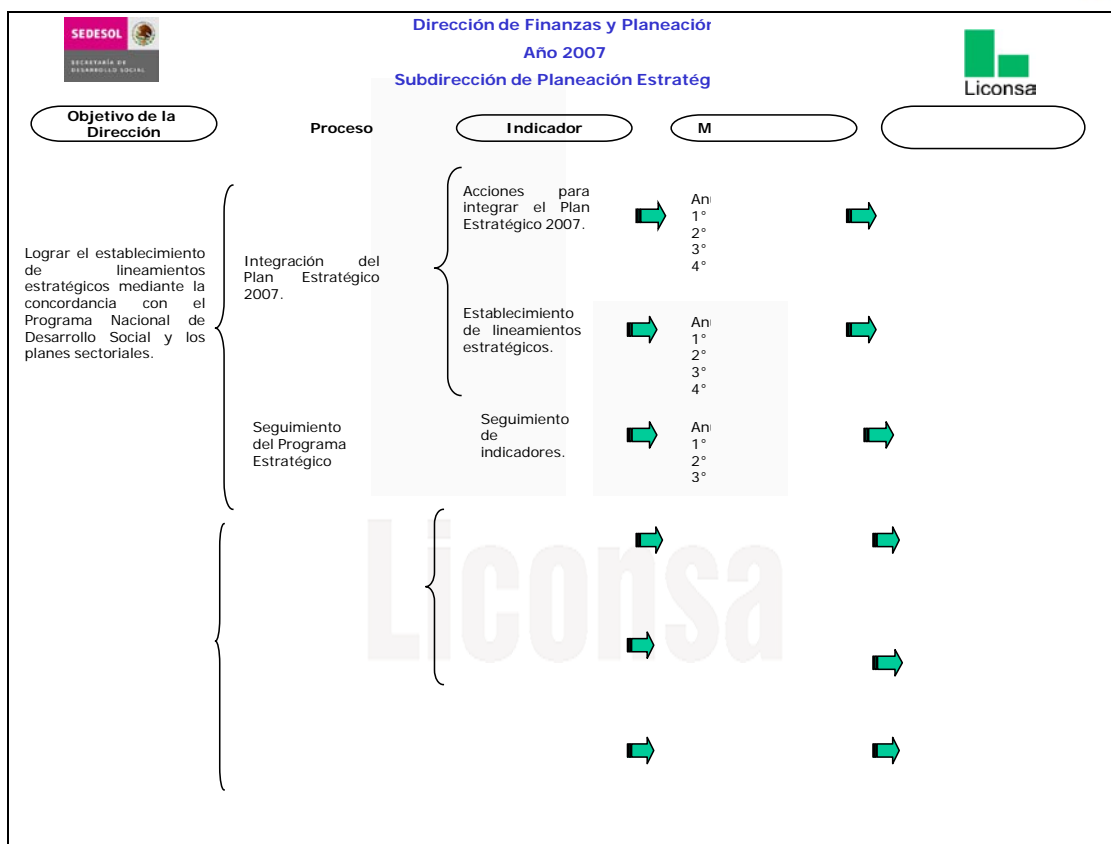 SEDESOL
SECRETARÍA DE
DESARROLLO SOCIAL
Dirección de Finanzas y Planeación
Año 2007
Subdirección de Planeación Estratég
Liconsa
Objetivo de la
Dirección
Proceso
Indicador
M
Lograr el establecimiento
de lineamientos
estratégicos mediante la
concordancia con el
Programa Nacional de
Desarrollo Social y los
planes sectoriales.
Integración del
Plan Estratégico
2007.
Acciones para
integrar el Plan
Estratégico 2007.
1°
2°
3°
4°
Establecimiento
de lineamientos
estratégicos.
1°
2°
3°
4°
Seguimiento
del Programa
Estratégico
Seguimiento
de
indicadores.
1°
2°
3°
Liconsa